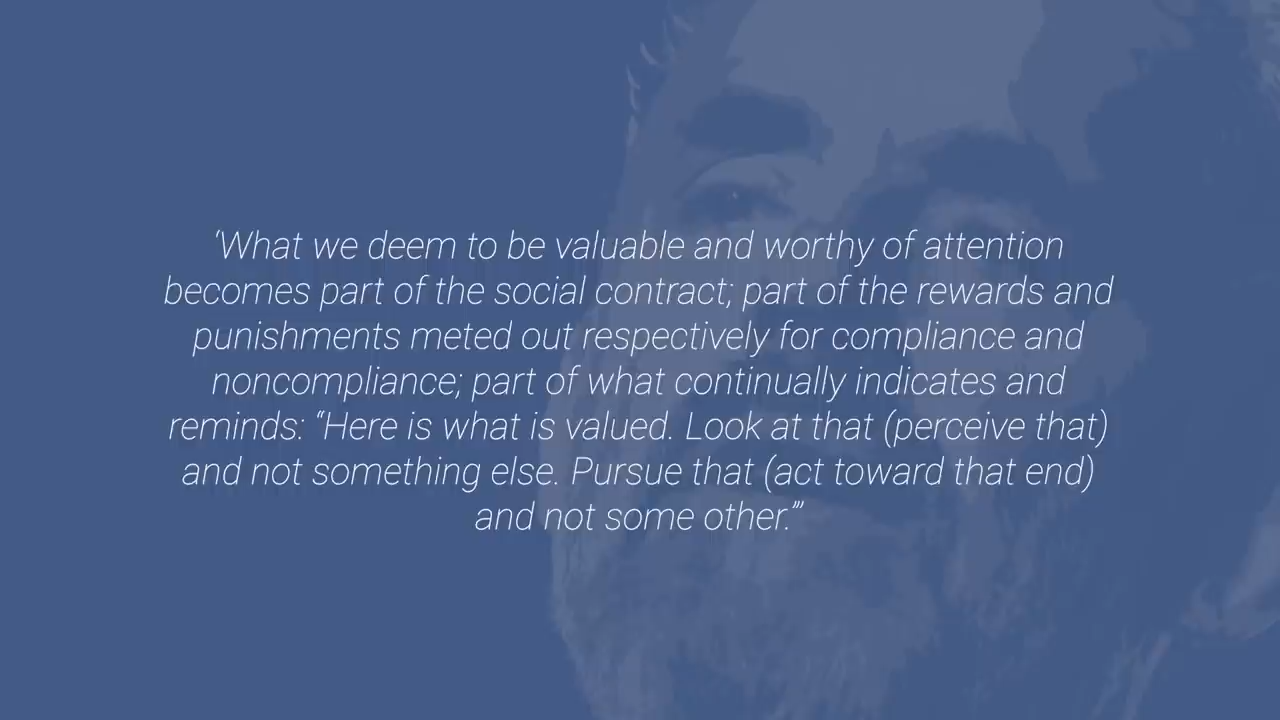 ‘What we deem to be valuable and worthy of attention
becomes part of the social contract; part of the rewards and
punishments meted out respectively for compliance and
noncompliance; part of what continually indicates and
reminds: “Here is what is valued. Look at that (perceive that)
and not something else. Pursue that (act toward that end)
and not some other.”’